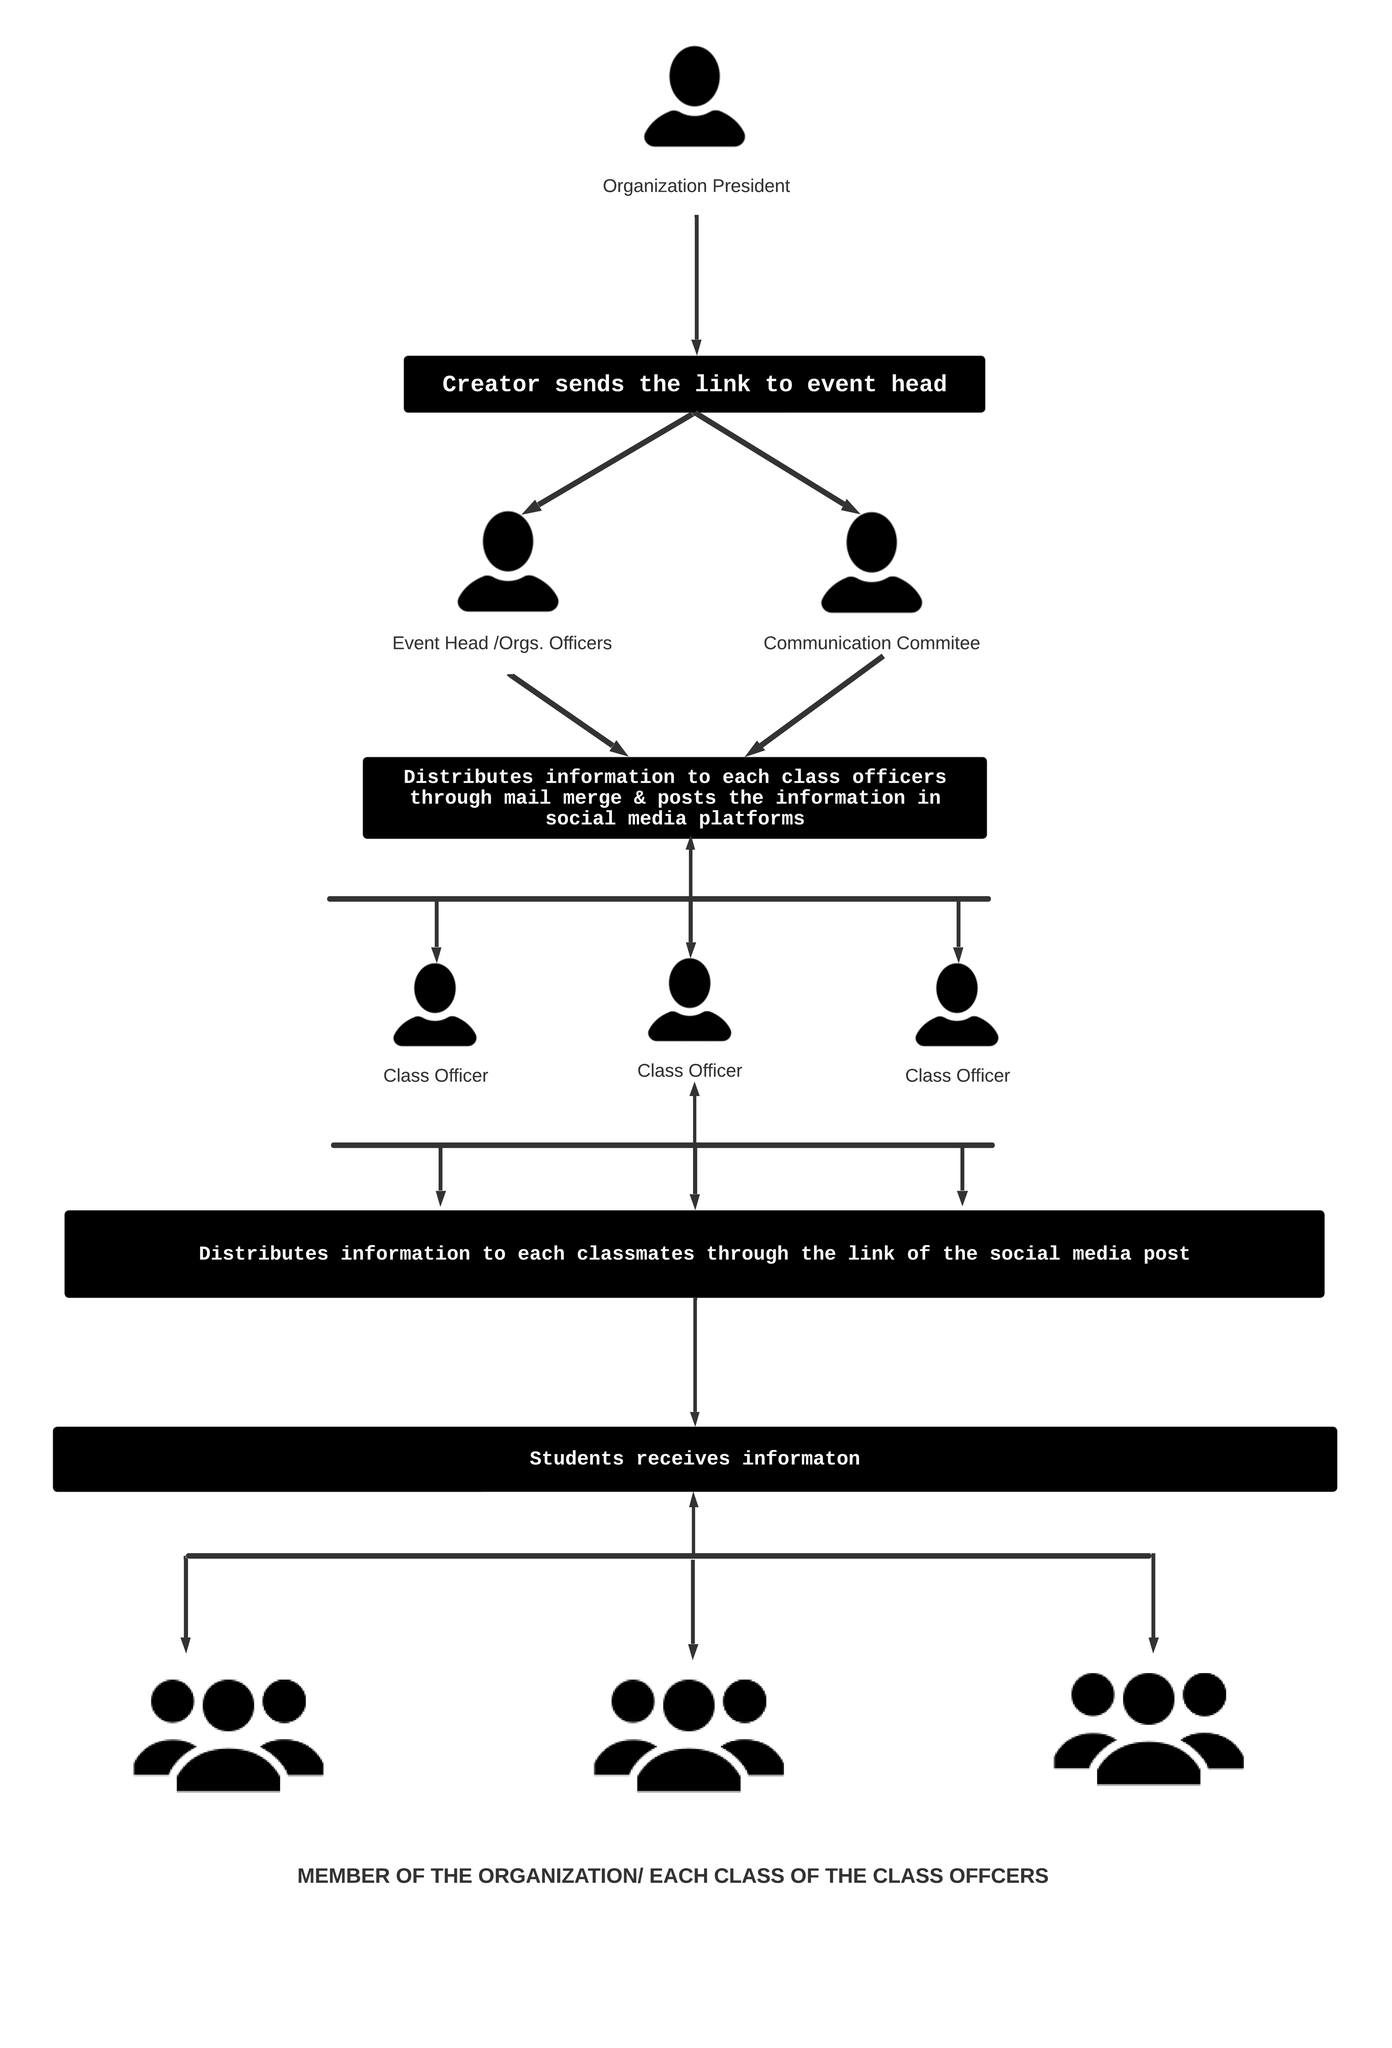 Organization President
Creator sends the link to event head
Event Head /Orgs. Officers
Communication Commitee
Distributes information to each class officers
through mail merge & posts the information in
social media platforms
Class Officer
Class Officer
Class Officer
Distributes information to each classmates through the link of the social media post
Students receives informaton
MEMBER OF THE ORGANIZATION/ EACH CLASS OF THE CLASS OFFCERS